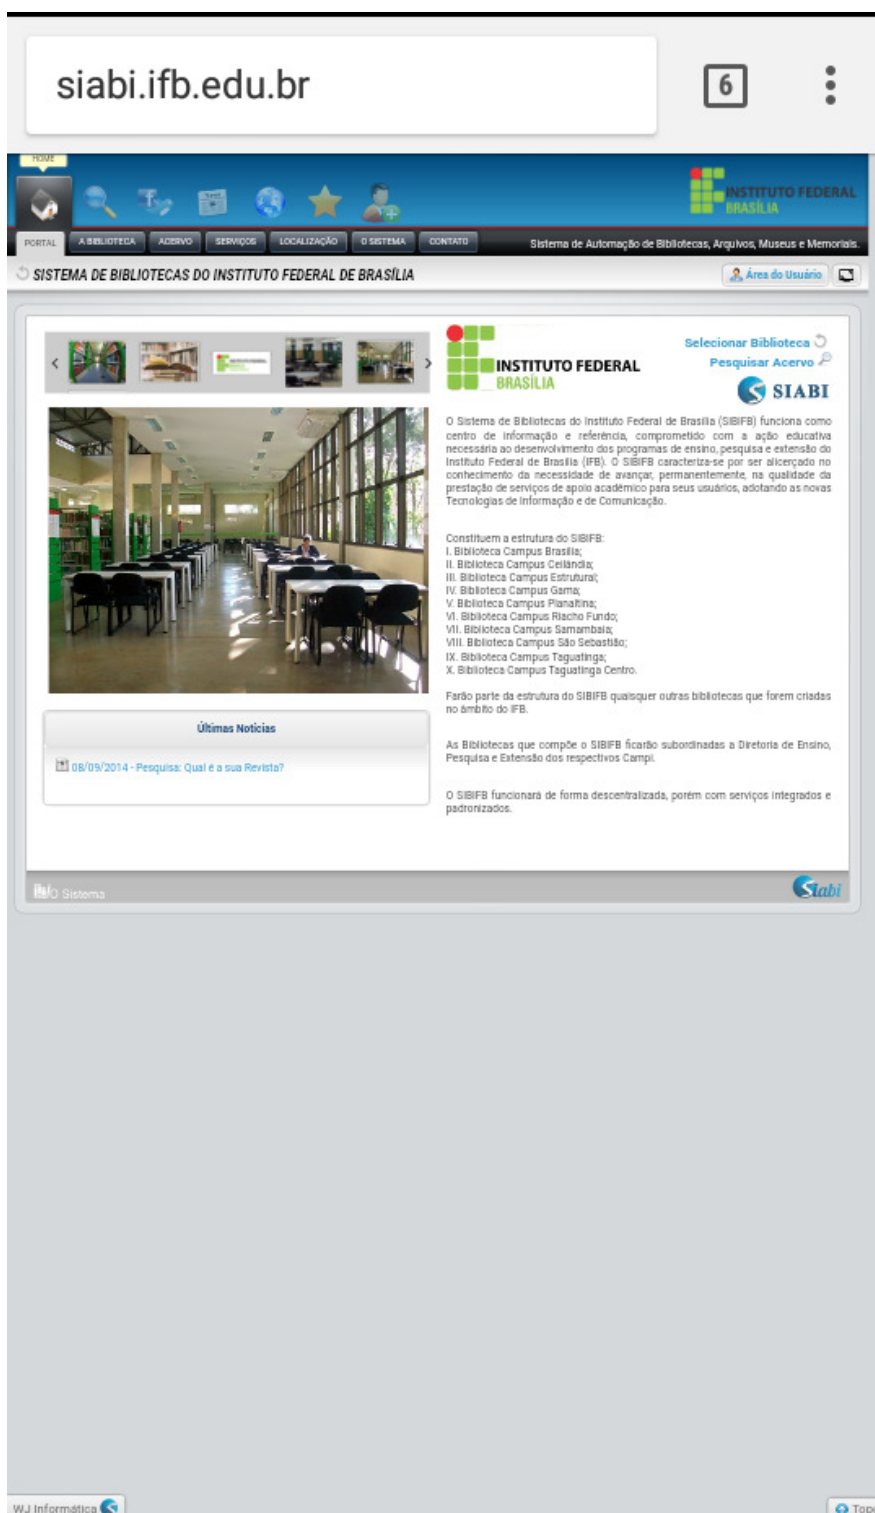 siabi.ifb.edu.br
6
HOME
INSTITUTO FEDERAL
BRASÍLIA
PORTAL
A BIBLIOTECA
ACERVO
SERVIÇOS
LOCALIZAÇÃO
O SISTEMA
CONTATO
Sistema de Automação de Bibliotecas, Arquivos, Museus e Memoriais.
SISTEMA DE BIBLIOTECAS DO INSTITUTO FEDERAL DE BRASÍLIA
Área do Usuário
INSTITUTO FEDERAL
BRASÍLIA
Selecionar Biblioteca
Pesquisar Acervo
SIABI
O Sistema de Bibliotecas do Instituto Federal de Brasília (SIBIFB) funciona como
centro de informação e referência, comprometido com a ação educativa
necessária ao desenvolvimento dos programas de ensino, pesquisa e extensão do
Instituto Federal de Brasília (IFB). O SIBIFB caracteriza-se por ser alicerçado no
conhecimento da necessidade de avançar, permanentemente, na qualidade da
prestação de serviços de apoio acadêmico para seus usuários, adotando as novas
Tecnologias de Informação e de Comunicação.
Constituem a estrutura do SIBIFB:
I. Biblioteca Campus Brasília;
II. Biblioteca Campus Ceilândia;
III. Biblioteca Campus Estrutural;
IV. Biblioteca Campus Gama;
V. Biblioteca Campus Planaltina;
VI. Biblioteca Campus Riacho Fundo;
VII. Biblioteca Campus Samambaia;
VIII. Biblioteca Campus São Sebastião;
IX. Biblioteca Campus Taguatinga;
X. Biblioteca Campus Taguatinga Centro.
Farão parte da estrutura do SIBIFB quaisquer outras bibliotecas que forem criadas
no âmbito do IFB.
As Bibliotecas que compõe o SIBIFB ficarão subordinadas a Diretoria de Ensino,
Pesquisa e Extensão dos respectivos Campi.
O SIBIFB funcionará de forma descentralizada, porém com serviços integrados e
padronizados.
Últimas Notícias
08/09/2014 - Pesquisa: Qual é a sua Revista?
O Sistema
Siabi
WJ Informática
Topo